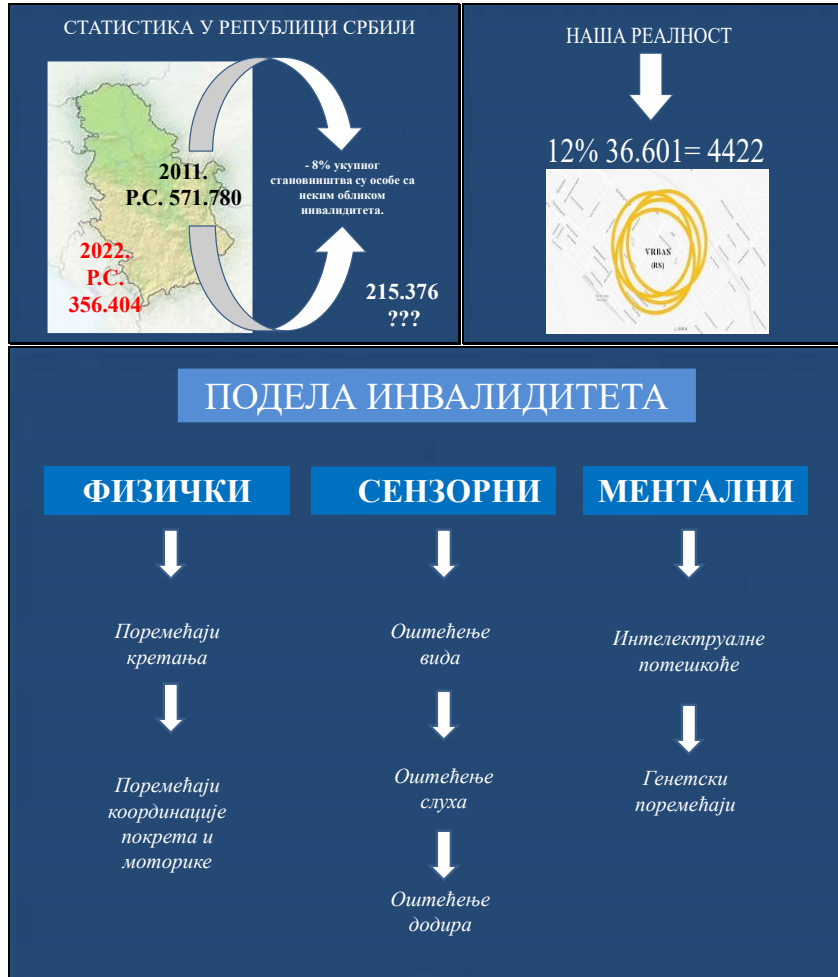 СТАТИСТИКА У РЕПУБЛИЦИ СРБИЈИ
2011.
Р.С. 571.780
2022.
Р.С.
356.404
- 8% укупног
становништва су особе са
неким обликом
инвалидитета.
215.376
???
НАША РЕАЛНОСТ
12% 36.601= 4422
VRBAS
(RS)
ПОДЕЛА ИНВАЛИДИТЕТА
ФИЗИЧКИ
Поремећаји
кретања
Поремећаји
координације
покрета и
моторике
СЕНЗОРНИ
Оштећење
вида
Оштећење
слуха
Оштећење
додира
МЕНТАЛНИ
Интелектруалне
потешкоће
Генетски
поремећаји